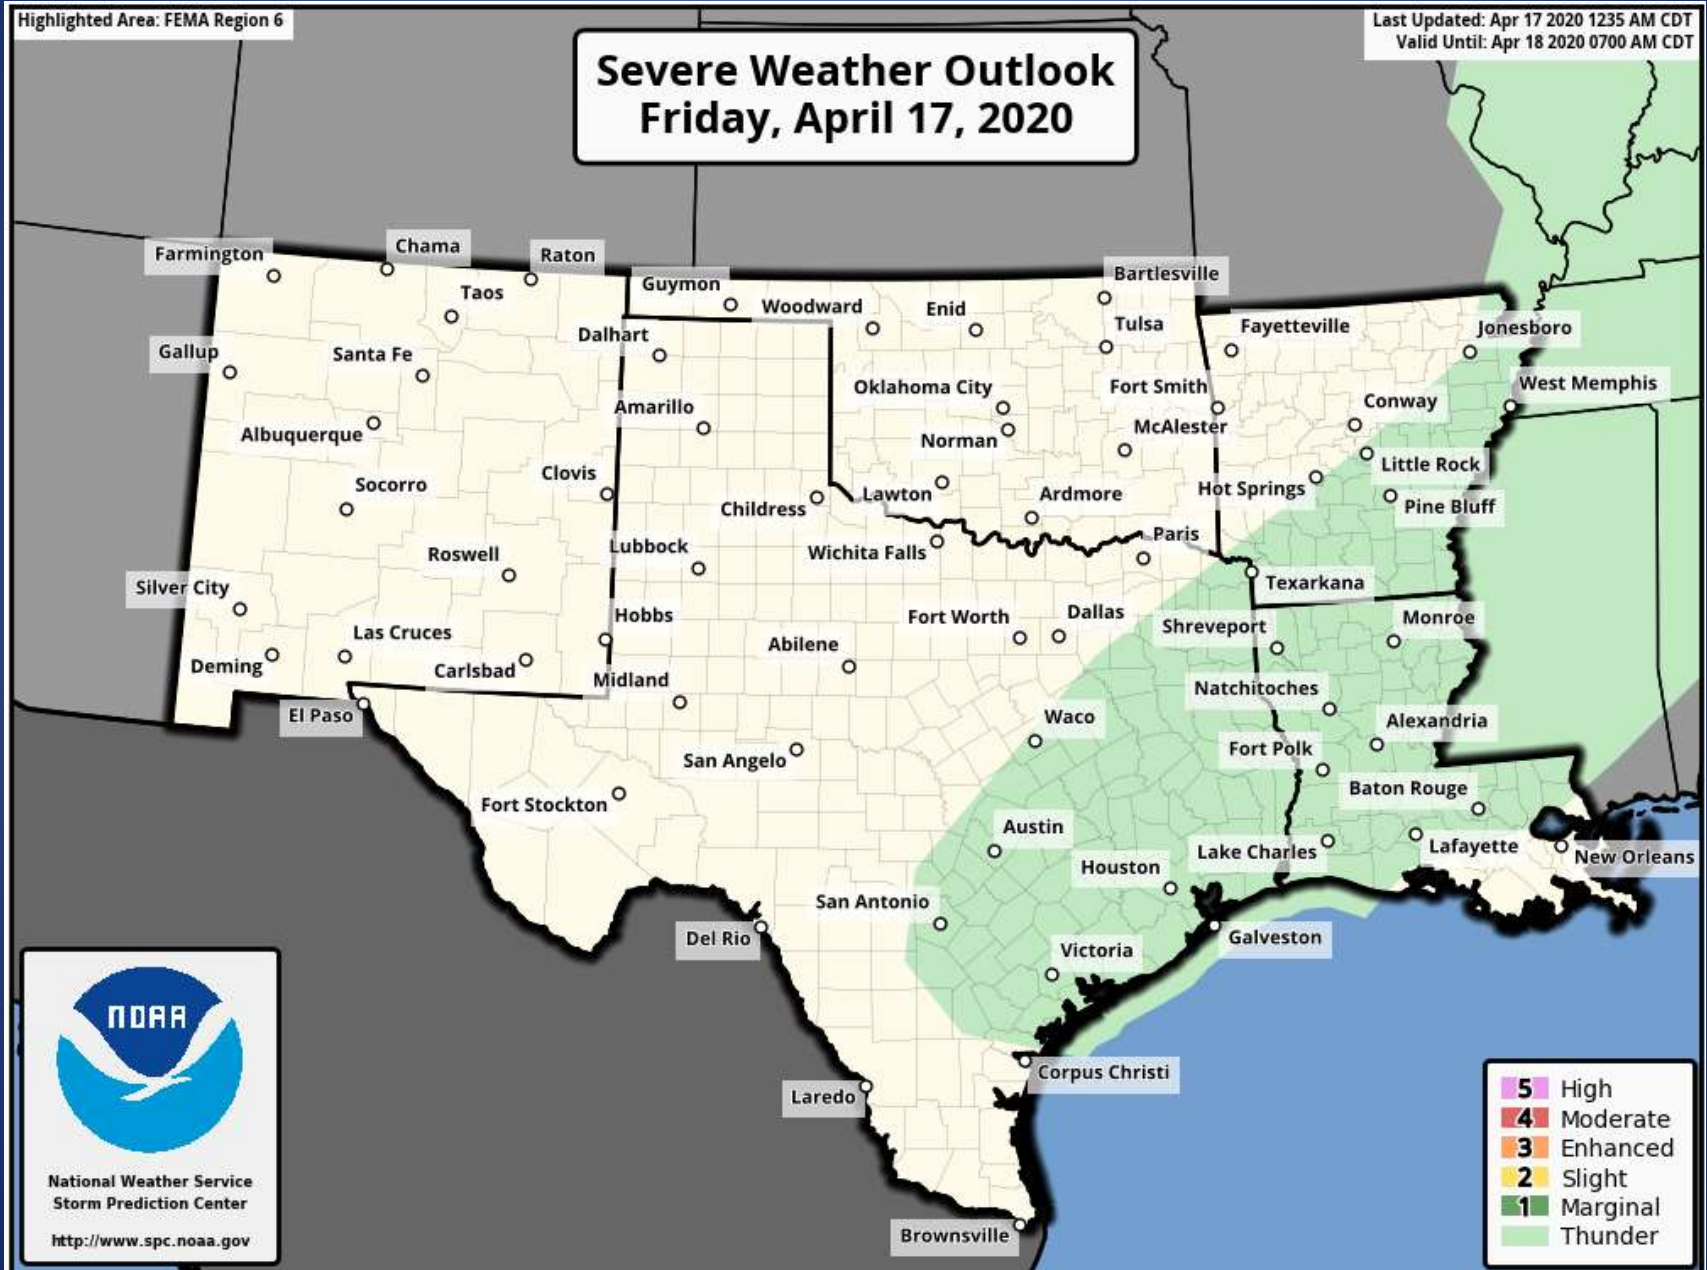 Highlighted Area: FEMA Region 6
Last Updated: Apr 17 2020 1235 AM CDT
Valid Until: Apr 18 2020 0700 AM CDT
Severe Weather Outlook
Friday, April 17, 2020
Farmington
Chama
Raton
Taos
Guymon
Woodward
Enid
Bartlesville
Tulsa
Fayetteville
Jonesboro
Gallup
Santa Fe
Dalhart
Oklahoma City
Fort Smith
West Memphis
Albuquerque
Amarillo
Norman
McAlester
Conway
Socorro
Clovis
Childress
Lawton
Ardmore
Hot Springs
Little Rock
Pine Bluff
Roswell
Lubbock
Wichita Falls
Paris
Texarkana
Silver City
Las Cruces
Hobbs
Fort Worth
Dallas
Shreveport
Monroe
Deming
Carlsbad
Midland
Abilene
Natchitoches
El Paso
San Angelo
Waco
Alexandria
Fort Polk
Fort Stockton
Baton Rouge
Austin
Houston
Lake Charles
Lafayette
New Orleans
San Antonio
Del Rio
Victoria
Galveston
Corpus Christi
Laredo
Brownsville
NOAA
National Weather Service
Storm Prediction Center
http://www.spc.noaa.gov
5 High
4 Moderate
3 Enhanced
2 Slight
1 Marginal
Thunder